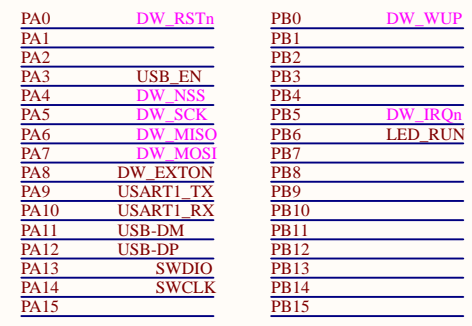 PA0 DW_RSTn
PA1
PA2
PA3 USB_EN
PA4 DW_NSS
PA5 DW_SCK
PA6 DW_MISO
PA7 DW_MOSI
PA8 DW_EXTON
PA9 USART1_TX
PA10 USART1_RX
PA11 USB-DM
PA12 USB-DP
PA13 SWDIO
PA14 SWCLK
PA15
PB0 DW_WUP
PB1
PB2
PB3
PB4
PB5 DW_IRQn
PB6 LED_RUN
PB7
PB8
PB9
PB10
PB11
PB12
PB13
PB14
PB15